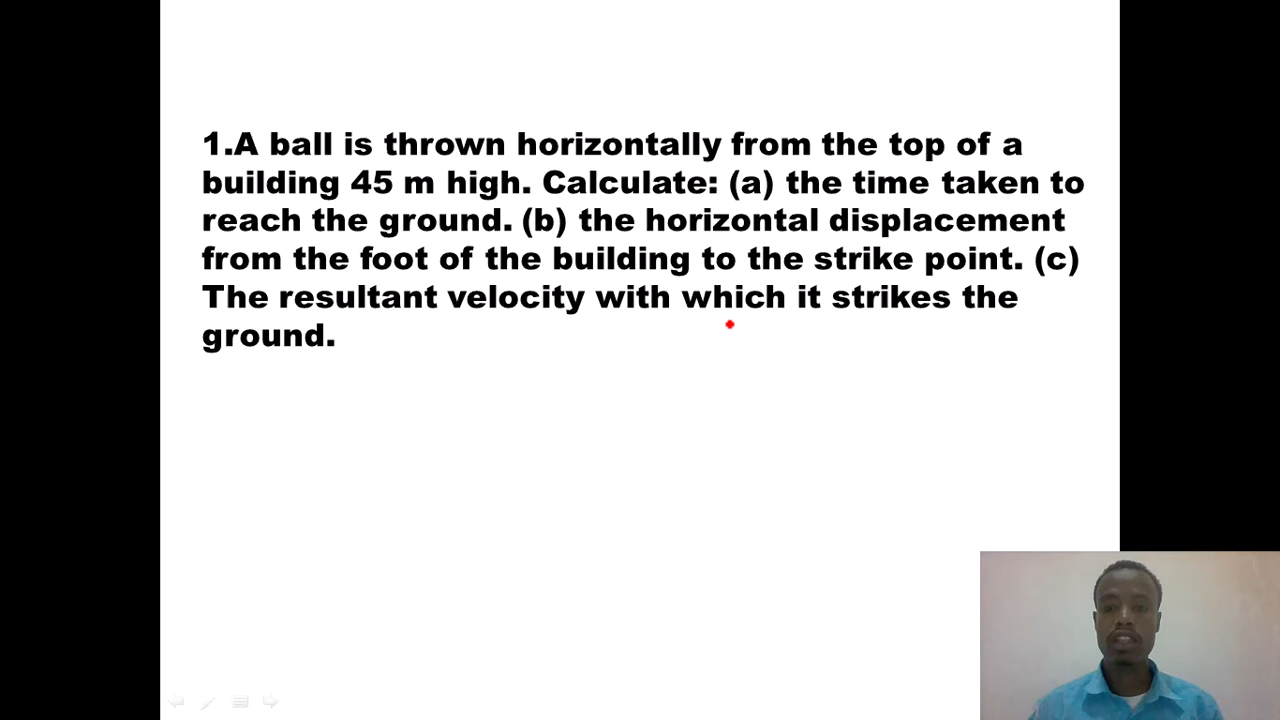 1.A ball is thrown horizontally from the top of a
building 45 m high. Calculate: (a) the time taken to
reach the ground. (b) the horizontal displacement
from the foot of the building to the strike point. (c)
The resultant velocity with which it strikes the
ground.